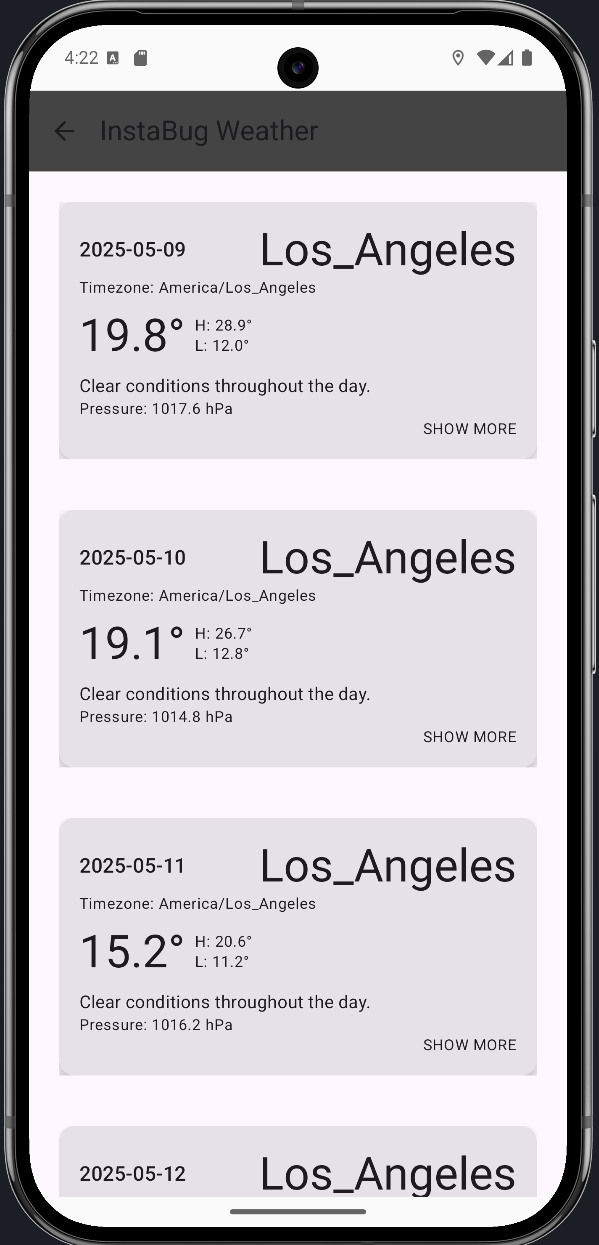 4:22
InstaBug Weather
2025-05-09 Los_Angeles
Timezone: America/Los_Angeles
19.8° H: 28.9°
L: 12.0°
Clear conditions throughout the day.
Pressure: 1017.6 hPa
SHOW MORE
2025-05-10 Los_Angeles
Timezone: America/Los_Angeles
19.1° H: 26.7°
L: 12.8°
Clear conditions throughout the day.
Pressure: 1014.8 hPa
SHOW MORE
2025-05-11 Los_Angeles
Timezone: America/Los_Angeles
15.2° H: 20.6°
L: 11.2°
Clear conditions throughout the day.
Pressure: 1016.2 hPa
SHOW MORE
2025-05-12 Los_Angeles